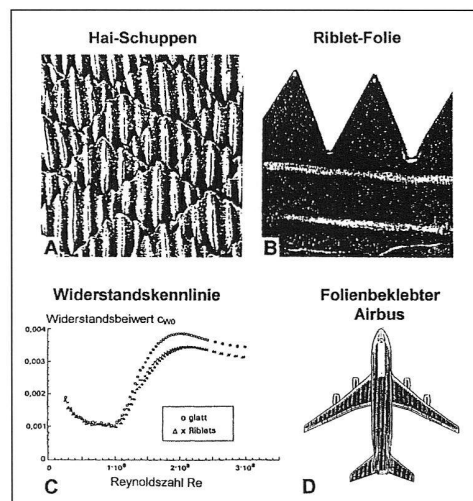 Hai-Schuppen
Riblet-Folie
A
B
Widerstandskennlinie
Widerstandsbeiwert cW0
0,004
0,003
0,002
0,001
o glatt
▵ x Riblets
0
1·10⁶
2·10⁶
3·10⁶
Reynoldszahl Re
C
Folienbeklebter
Airbus
D